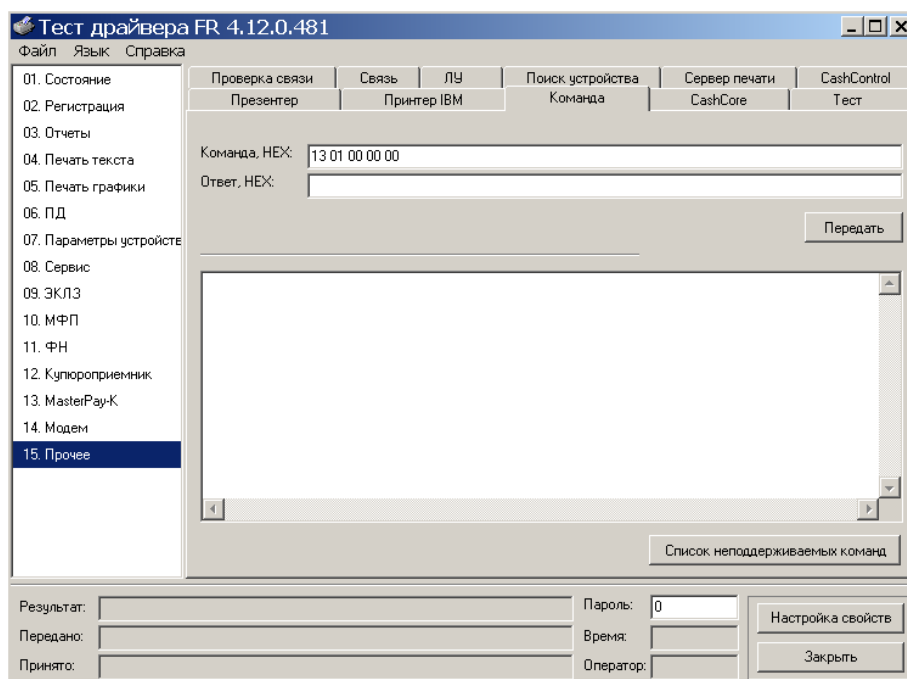 Тест драйвера FR 4.12.0.481
Файл Язык Справка
01. Состояние
02. Регистрация
03. Отчеты
04. Печать текста
05. Печать графики
06. ПД
07. Параметры устройств
08. Сервис
09. ЭКЛЗ
10. МФП
11. ФН
12. Купюроприемник
13. MasterPay-K
14. Модем
15. Прочее
Проверка связи Связь ЛУ Поиск устройства Сервер печати CashControl
Презентер Принтер IBM Команда CashCore Тест
Команда, HEX: 13 01 00 00 00
Ответ, HEX:
Передать
Список неподдерживаемых команд
Результат: Пароль: 0 Настройка свойств
Передано: Время:
Принято: Оператор: Закрыть